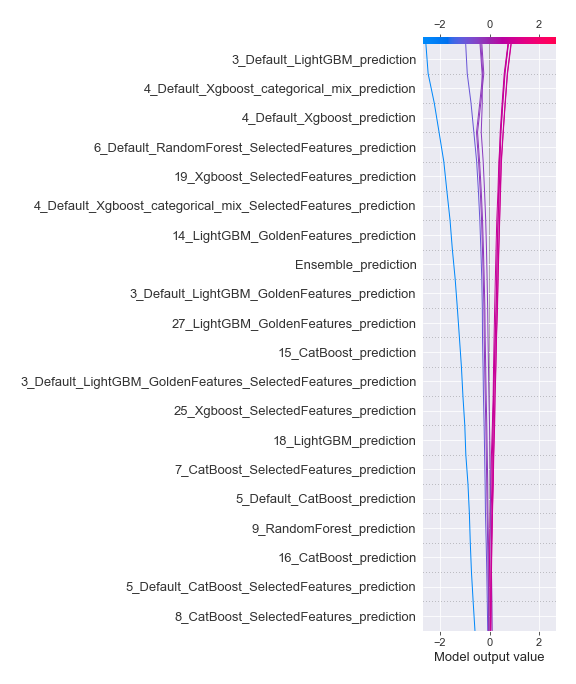 −2 0 2
3_Default_LightGBM_prediction
4_Default_Xgboost_categorical_mix_prediction
4_Default_Xgboost_prediction
6_Default_RandomForest_SelectedFeatures_prediction
19_Xgboost_SelectedFeatures_prediction
4_Default_Xgboost_categorical_mix_SelectedFeatures_prediction
14_LightGBM_GoldenFeatures_prediction
Ensemble_prediction
3_Default_LightGBM_GoldenFeatures_prediction
27_LightGBM_GoldenFeatures_prediction
15_CatBoost_prediction
3_Default_LightGBM_GoldenFeatures_SelectedFeatures_prediction
25_Xgboost_SelectedFeatures_prediction
18_LightGBM_prediction
7_CatBoost_SelectedFeatures_prediction
5_Default_CatBoost_prediction
9_RandomForest_prediction
16_CatBoost_prediction
5_Default_CatBoost_SelectedFeatures_prediction
8_CatBoost_SelectedFeatures_prediction
−2 0 2
Model output value